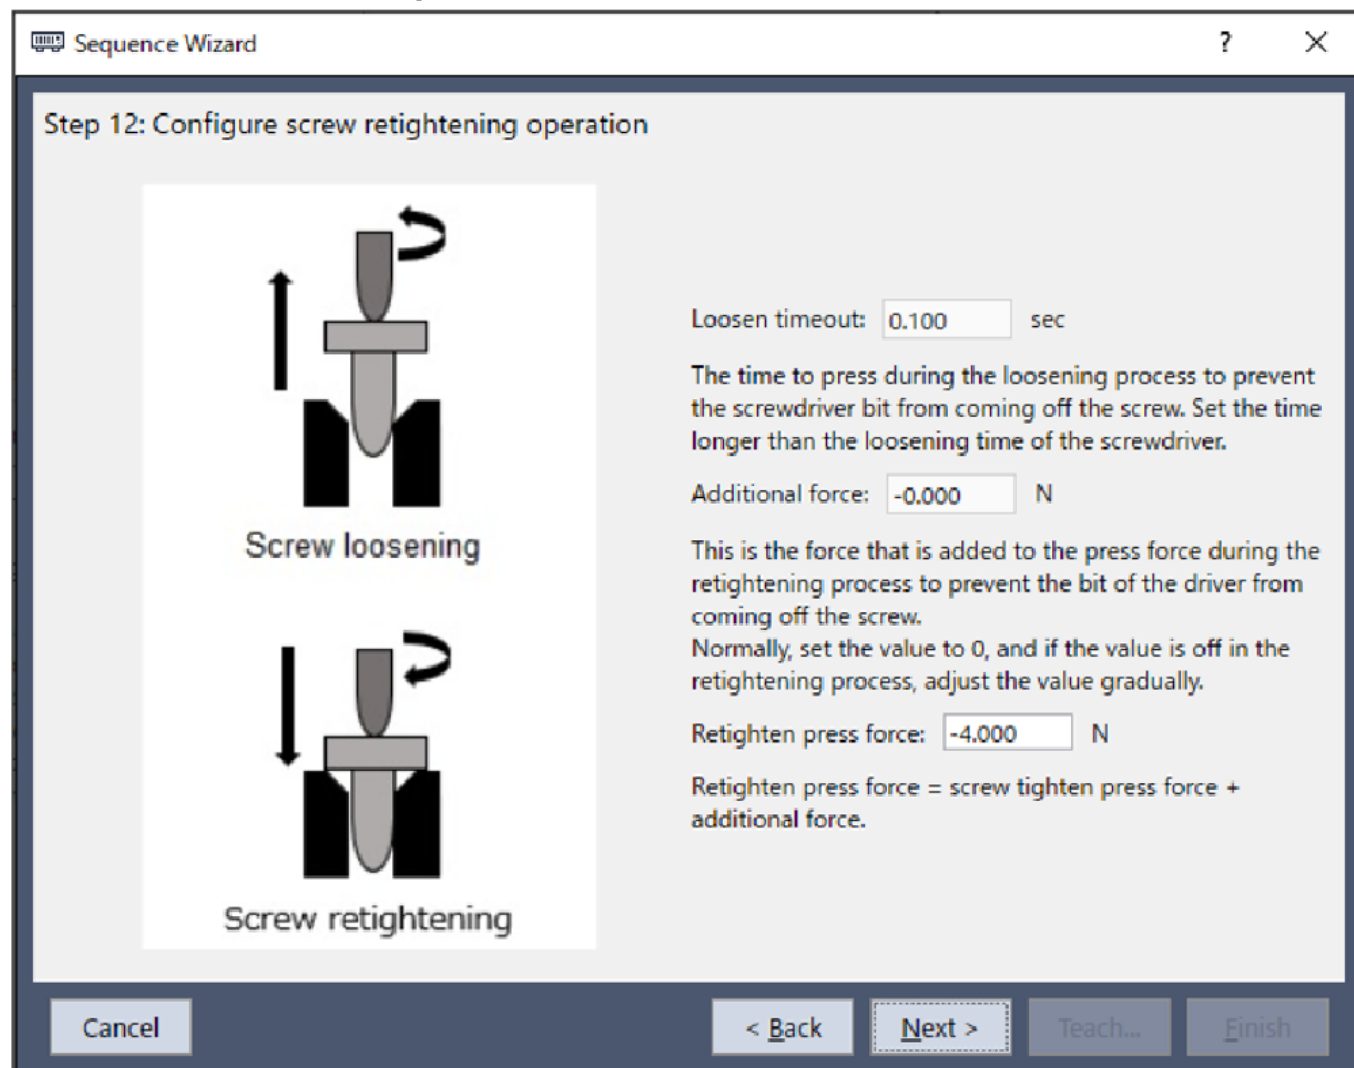 Sequence Wizard
?
Step 12: Configure screw retightening operation
Screw loosening
Screw retightening
Loosen timeout: 0.100 sec
The time to press during the loosening process to prevent
the screwdriver bit from coming off the screw. Set the time
longer than the loosening time of the screwdriver.
Additional force: -0.000 N
This is the force that is added to the press force during the
retightening process to prevent the bit of the driver from
coming off the screw.
Normally, set the value to 0, and if the value is off in the
retightening process, adjust the value gradually.
Retighten press force: -4.000 N
Retighten press force = screw tighten press force +
additional force.
Cancel
< Back
Next >
Teach...
Finish